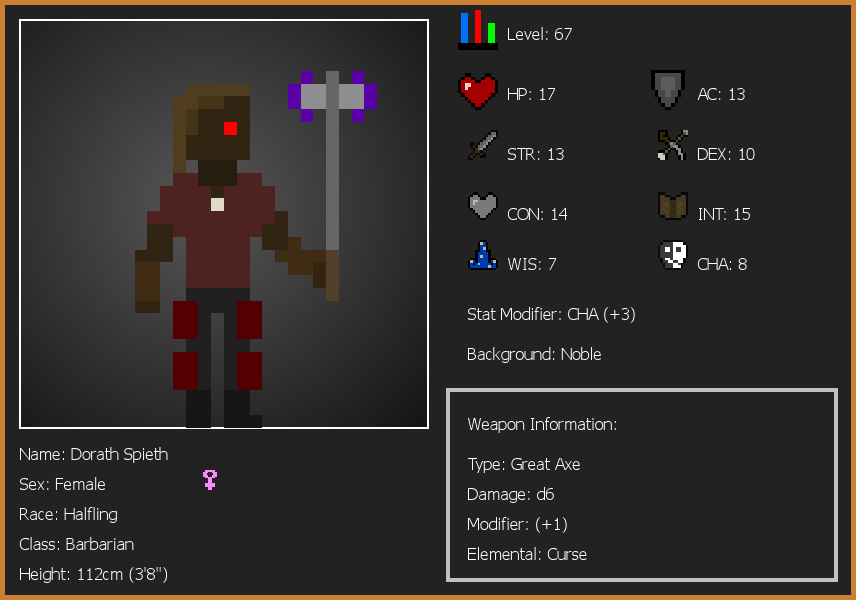 Level: 67
HP: 17
AC: 13
STR: 13
DEX: 10
CON: 14
INT: 15
WIS: 7
CHA: 8
Stat Modifier: CHA (+3)
Background: Noble
Weapon Information:
Type: Great Axe
Damage: d6
Modifier: (+1)
Elemental: Curse
Name: Dorath Spieth
Sex: Female
Race: Halfling
Class: Barbarian
Height: 112cm (3'8")